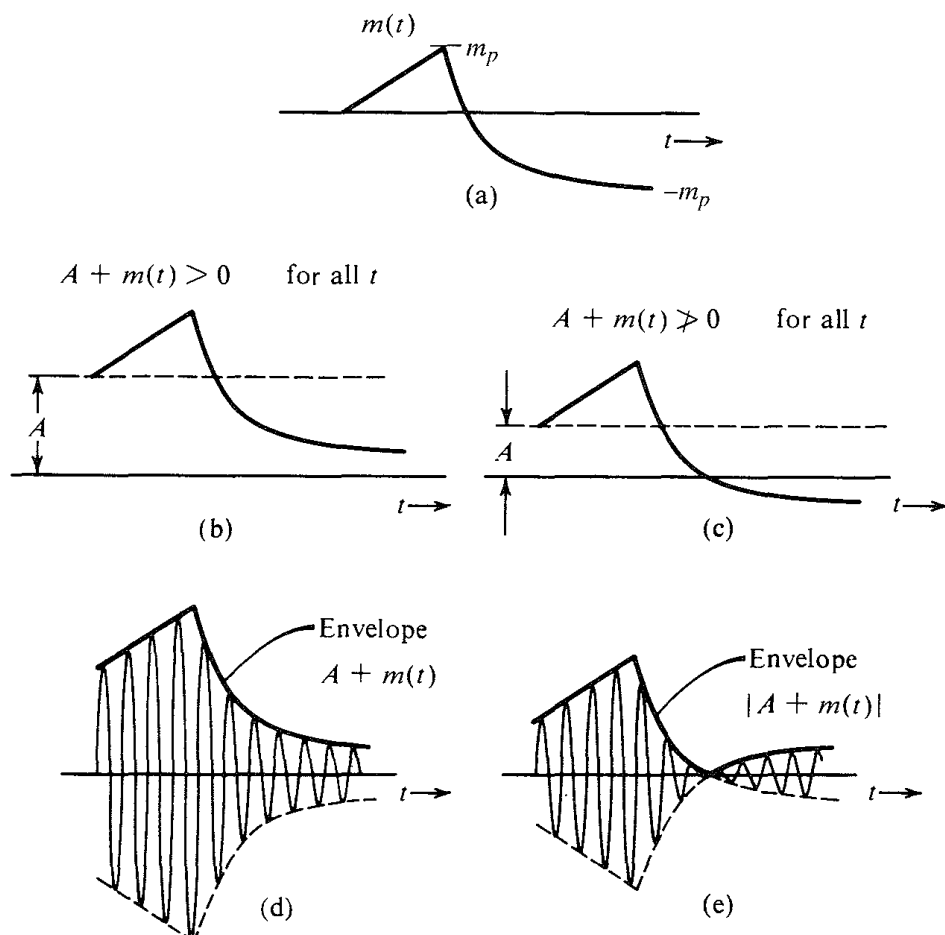 m(t)
m_p
t
-m_p
(a)
A + m(t) > 0 for all t
A
t
(b)
A + m(t) ≯ 0 for all t
A
t
(c)
Envelope
A + m(t)
t
(d)
Envelope
|A + m(t)|
t
(e)